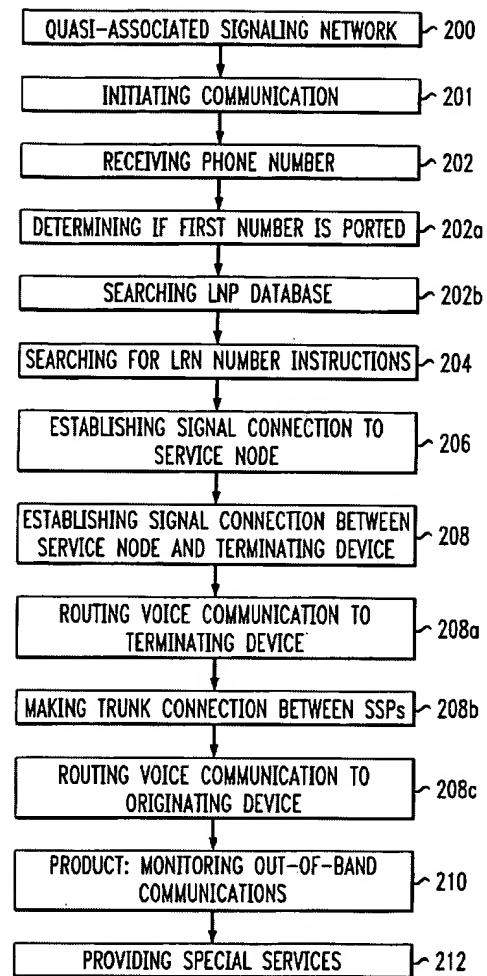 QUASI-ASSOCIATED SIGNALING NETWORK 200
INITIATING COMMUNICATION 201
RECEIVING PHONE NUMBER 202
DETERMINING IF FIRST NUMBER IS PORTED 202a
SEARCHING LNP DATABASE 202b
SEARCHING FOR LRN NUMBER INSTRUCTIONS 204
ESTABLISHING SIGNAL CONNECTION TO
SERVICE NODE 206
ESTABLISHING SIGNAL CONNECTION BETWEEN
SERVICE NODE AND TERMINATING DEVICE 208
ROUTING VOICE COMMUNICATION TO
TERMINATING DEVICE 208a
MAKING TRUNK CONNECTION BETWEEN SSPs 208b
ROUTING VOICE COMMUNICATION TO
ORIGINATING DEVICE 208c
PRODUCT: MONITORING OUT-OF-BAND
COMMUNICATIONS 210
PROVIDING SPECIAL SERVICES 212